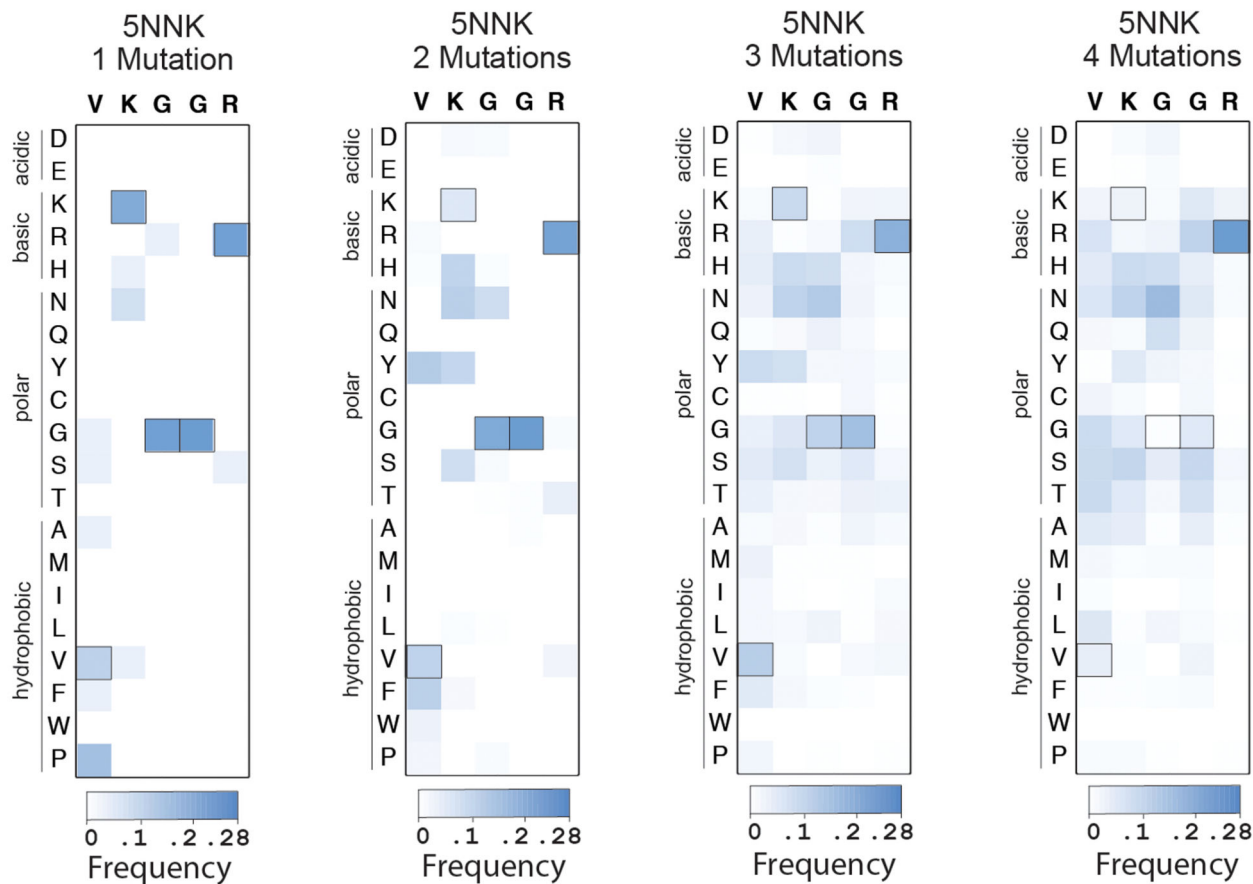 5NNK
1 Mutation
V K G G R
acidic
D
E
basic
K
R
H
polar
N
Q
Y
C
G
S
T
hydrophobic
A
M
I
L
V
F
W
P
0 .1 .2 .28
Frequency
5NNK
2 Mutations
V K G G R
acidic
D
E
basic
K
R
H
polar
N
Q
Y
C
G
S
T
hydrophobic
A
M
I
L
V
F
W
P
0 .1 .2 .28
Frequency
5NNK
3 Mutations
V K G G R
acidic
D
E
basic
K
R
H
polar
N
Q
Y
C
G
S
T
hydrophobic
A
M
I
L
V
F
W
P
0 .1 .2 .28
Frequency
5NNK
4 Mutations
V K G G R
acidic
D
E
basic
K
R
H
polar
N
Q
Y
C
G
S
T
hydrophobic
A
M
I
L
V
F
W
P
0 .1 .2 .28
Frequency